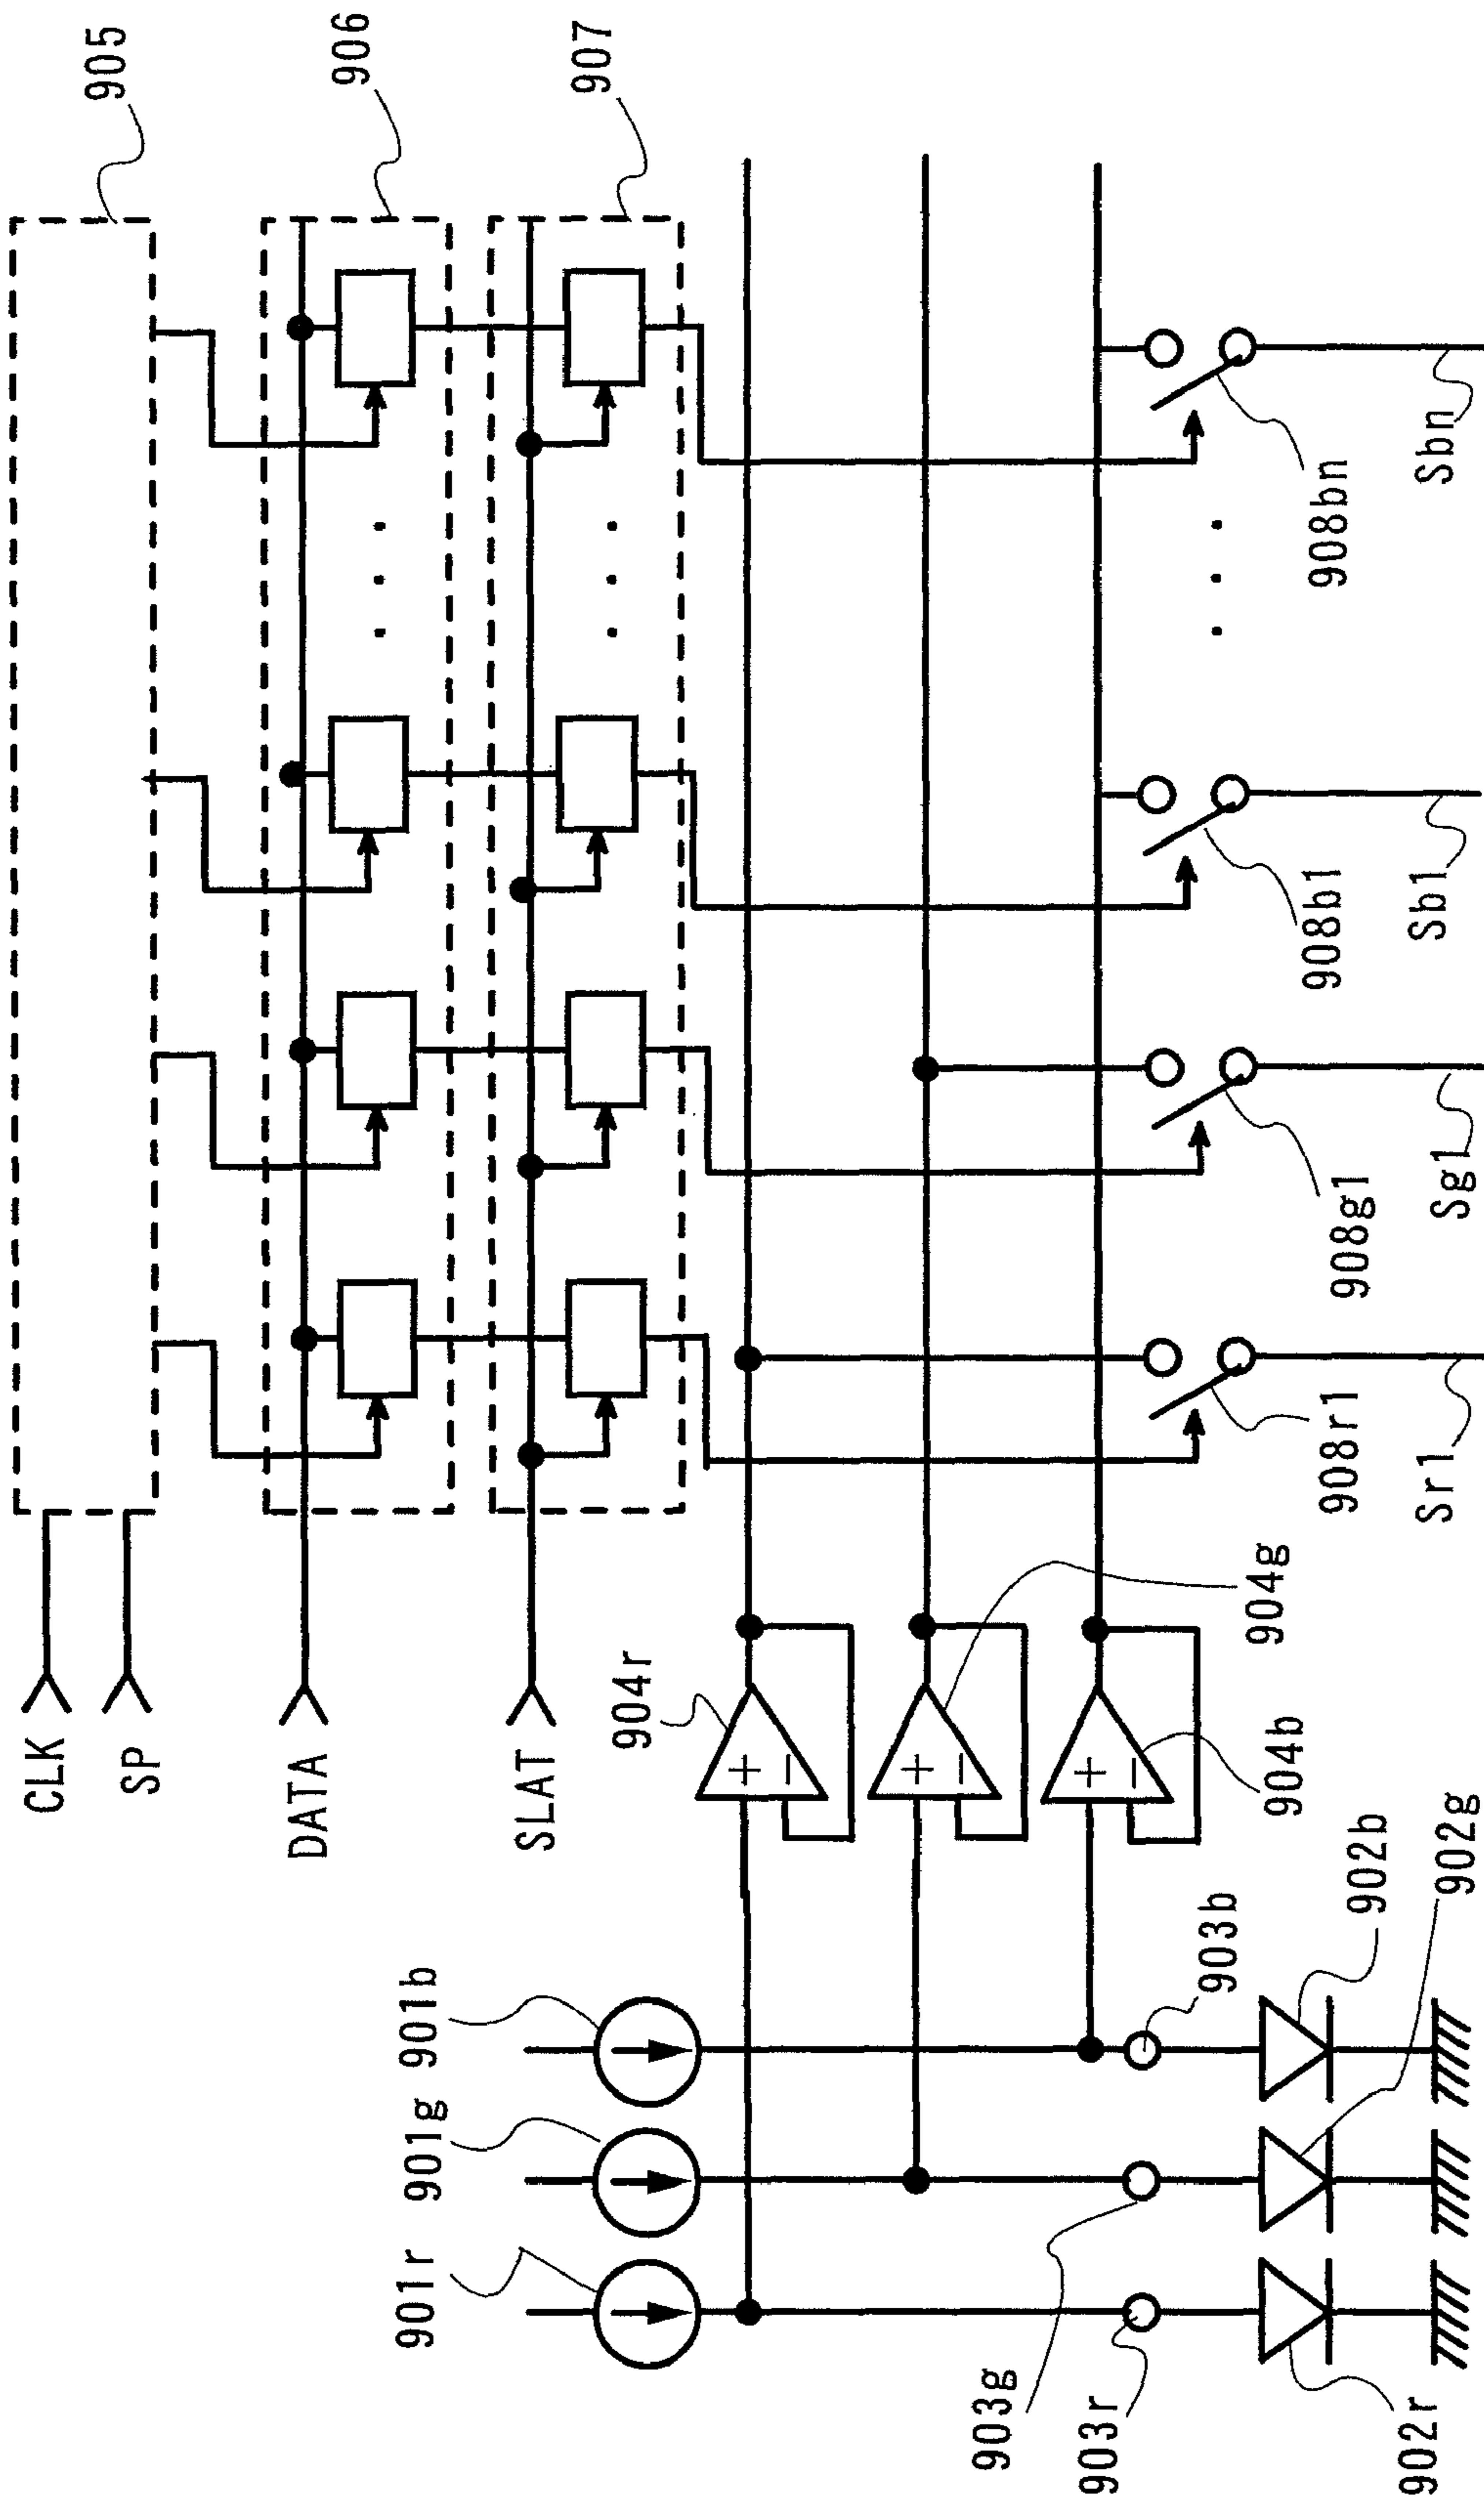 905
906
907
CLK
SP
DATA
SLAT
904r
904g
904b
901r
901g
901b
903b
903g
903r
902b
902g
902r
908r1
908g1
908b1
908bn
Sr1
Sg1
Sb1
Sbn
+
−
+
−
+
−